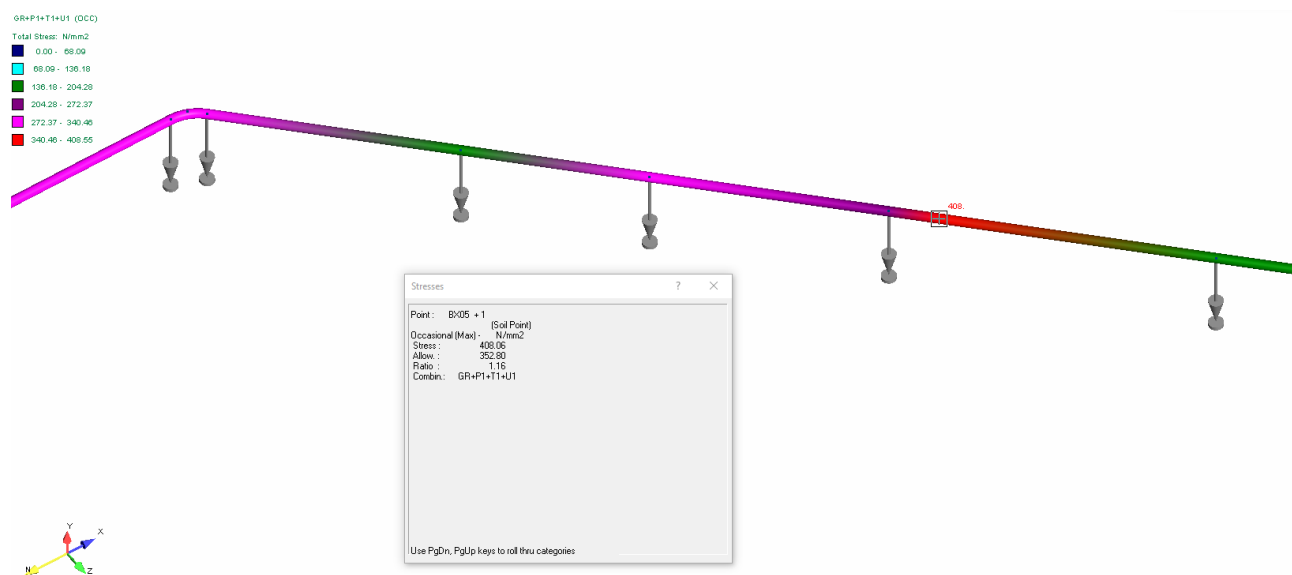 GR+P1+T1+U1 (OCC)
Total Stress: N/mm2
0.00 - 68.09
68.09 - 136.18
136.18 - 204.28
204.28 - 272.37
272.37 - 340.46
340.46 - 408.55
408.
Stresses ? X
Point : BX05 + 1
(Soil Point)
Occasional (Max) - N/mm2
Stress : 408.06
Allow. : 352.80
Ratio : 1.16
Combin.: GR+P1+T1+U1
Use PgDn, PgUp keys to roll thru categories
Y
X
N
Z